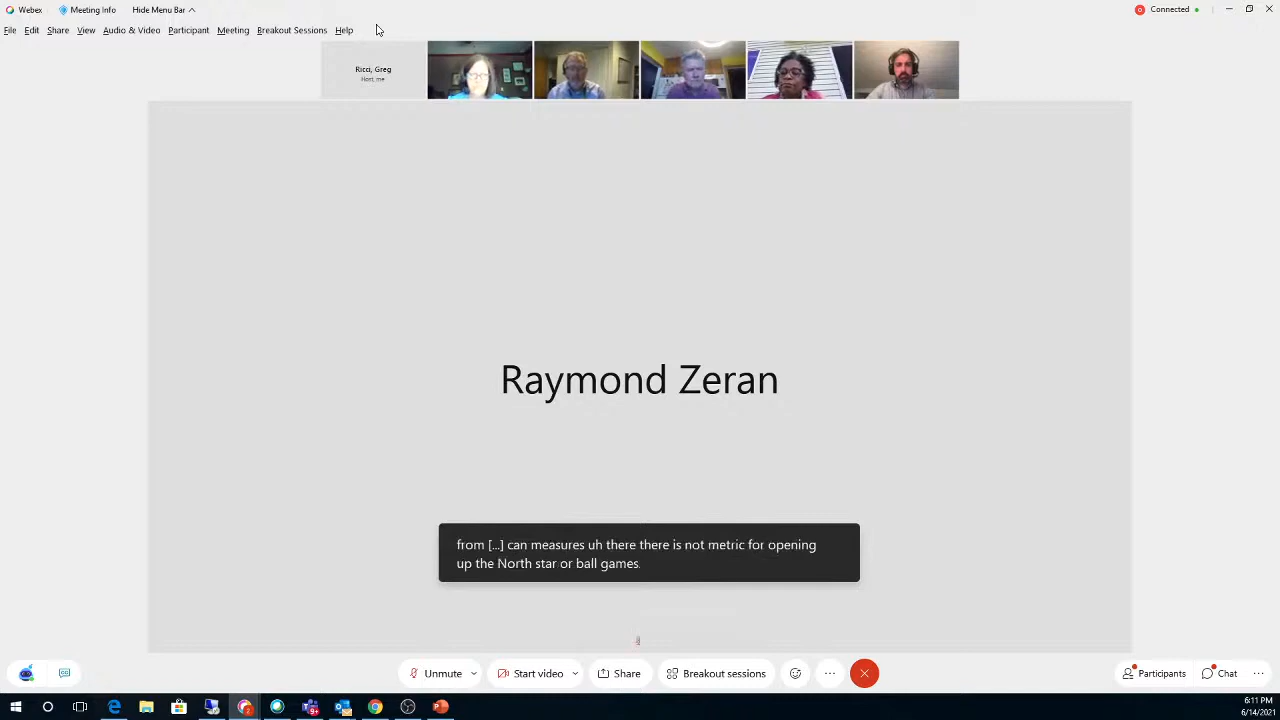 Webex Meeting Info Hide Menu Bar Connected
File Edit Share View Audio & Video Participant Meeting Breakout Sessions Help
Ricci, Greg
Host, me
Raymond Zeran
from [...] can measures uh there there is not metric for opening
up the North star or ball games.
Unmute Start video Share Breakout sessions Participants Chat
6:11 PM
6/14/2021